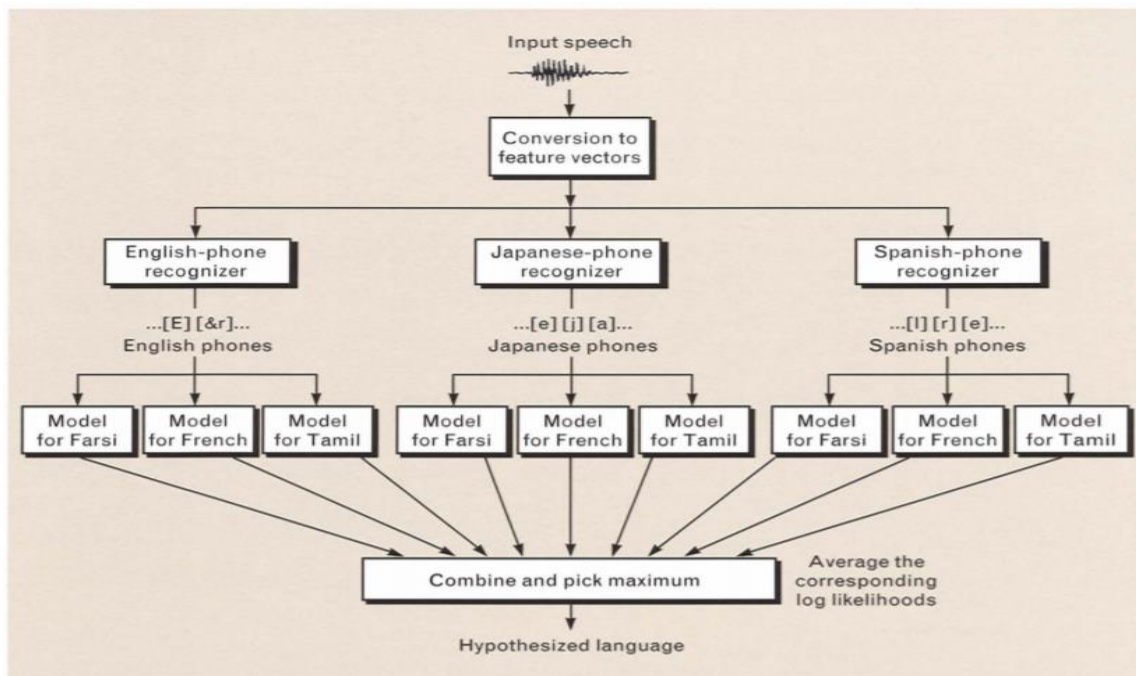 Input speech
Conversion to
feature vectors
English-phone
recognizer
Japanese-phone
recognizer
Spanish-phone
recognizer
...[E] [&r]...
English phones
...[e] [j] [a]...
Japanese phones
...[l] [r] [e]...
Spanish phones
Model
for Farsi
Model
for French
Model
for Tamil
Model
for Farsi
Model
for French
Model
for Tamil
Model
for Farsi
Model
for French
Model
for Tamil
Combine and pick maximum
Average the
corresponding
log likelihoods
Hypothesized language